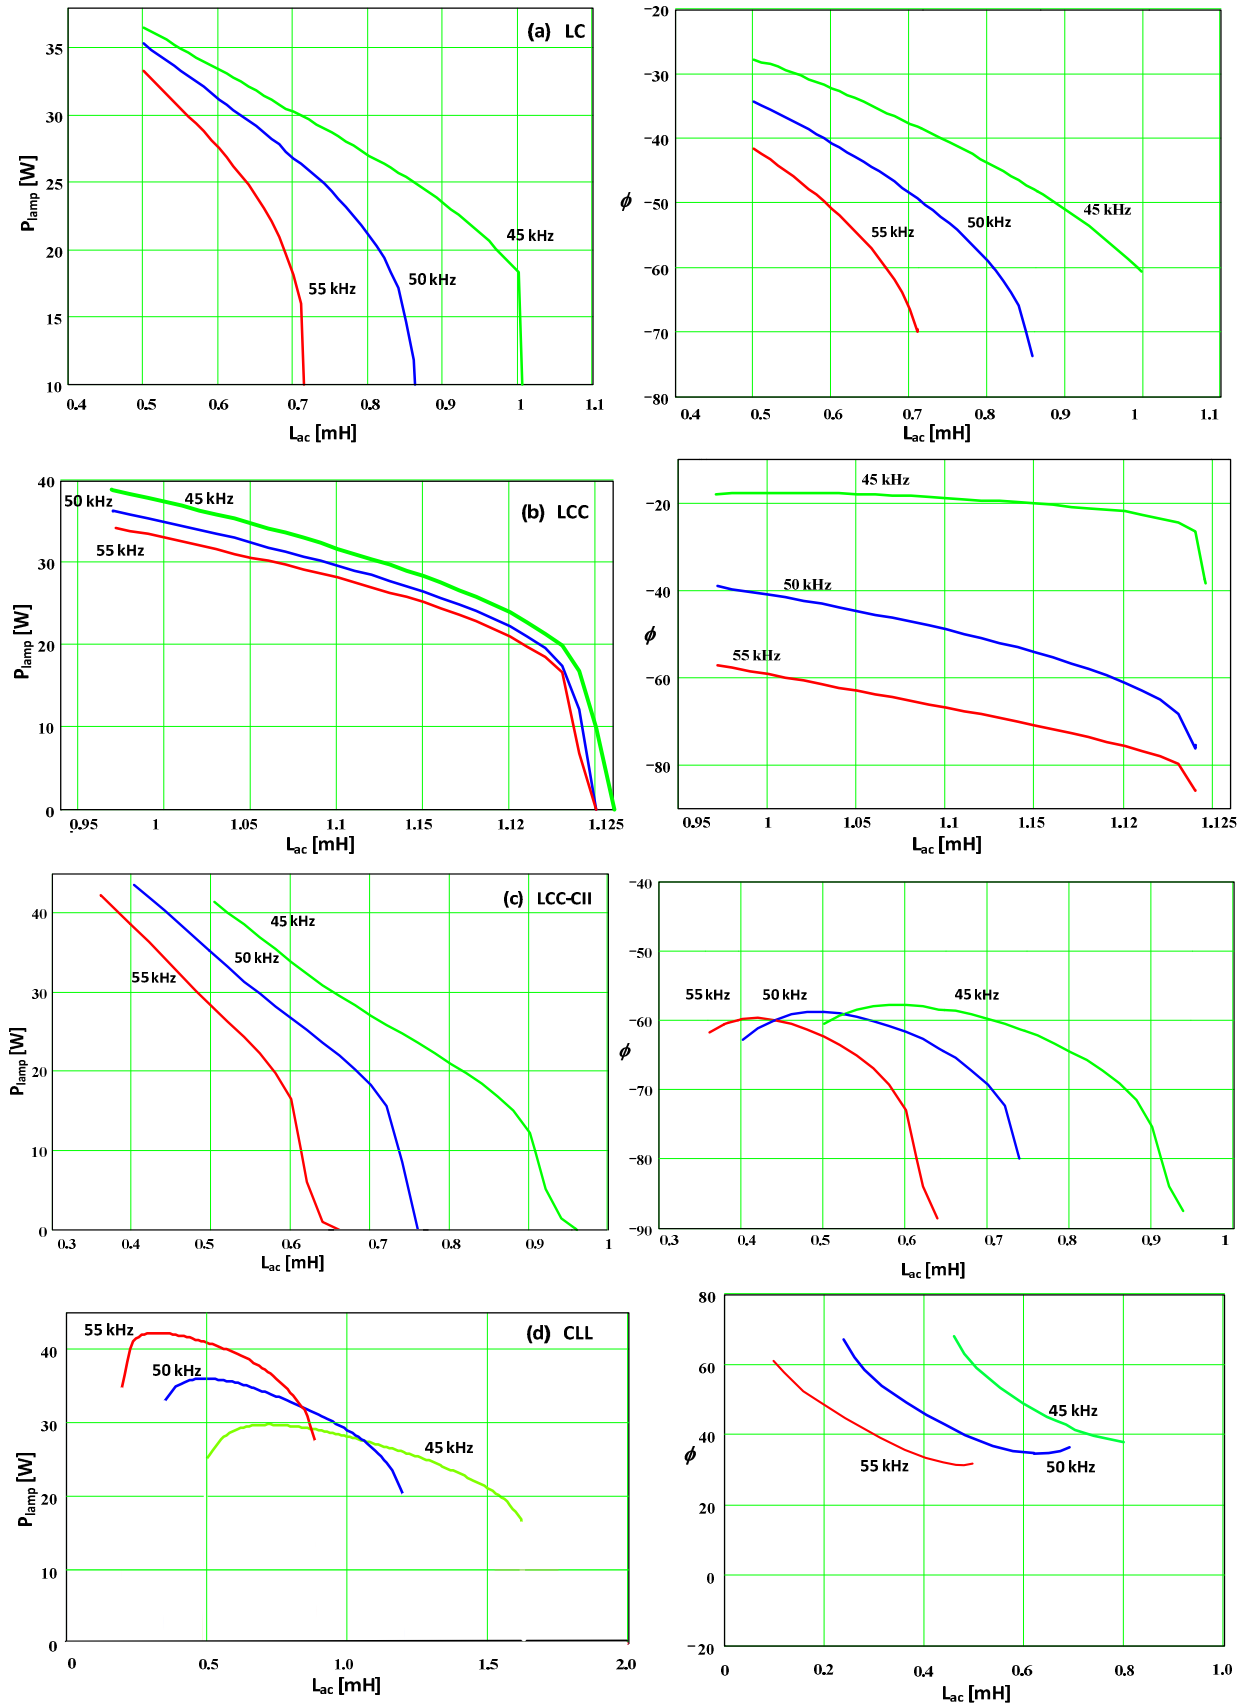 (a) LC
35
30
25
20
15
10
P_lamp [W]
45 kHz
50 kHz
55 kHz
0.4 0.5 0.6 0.7 0.8 0.9 1 1.1
L_ac [mH]
−20
−30
−40
−50
−60
−70
−80
ϕ
45 kHz
50 kHz
55 kHz
0.4 0.5 0.6 0.7 0.8 0.9 1 1.1
L_ac [mH]
(b) LCC
40
30
20
10
0
P_lamp [W]
50 kHz
45 kHz
55 kHz
0.95 1 1.05 1.1 1.15 1.12 1.125
L_ac [mH]
−20
−40
−60
−80
ϕ
45 kHz
50 kHz
55 kHz
0.95 1 1.05 1.1 1.15 1.12 1.125
L_ac [mH]
(c) LCC-CII
40
30
20
10
0
P_lamp [W]
45 kHz
50 kHz
55 kHz
0.3 0.4 0.5 0.6 0.7 0.8 0.9 1
L_ac [mH]
−40
−50
−60
−70
−80
−90
ϕ
55 kHz 50 kHz 45 kHz
0.3 0.4 0.5 0.6 0.7 0.8 0.9 1
L_ac [mH]
(d) CLL
40
30
20
10
0
P_lamp [W]
55 kHz
50 kHz
45 kHz
0 0.5 1.0 1.5 2.0
L_ac [mH]
80
60
40
20
0
−20
ϕ
45 kHz
55 kHz
50 kHz
0 0.2 0.4 0.6 0.8 1.0
L_ac [mH]